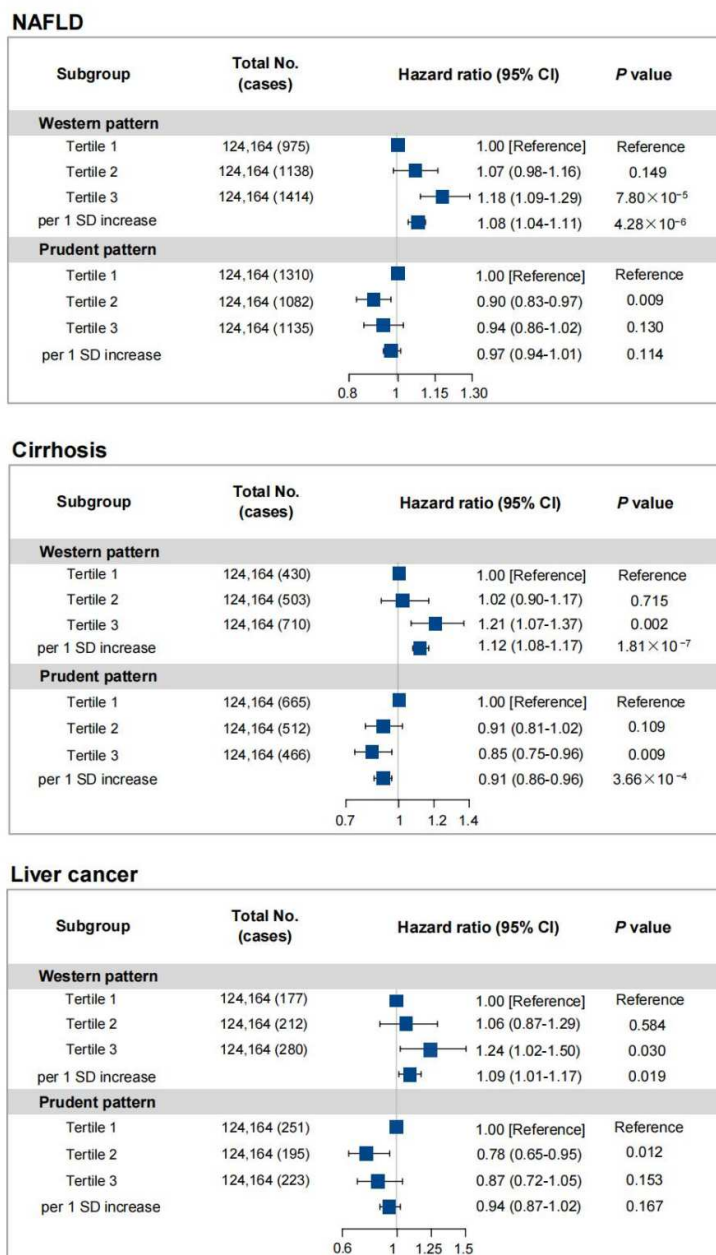 NAFLD
Subgroup Total No. (cases) Hazard ratio (95% CI) P value
Western pattern
Tertile 1 124,164 (975) 1.00 [Reference] Reference
Tertile 2 124,164 (1138) 1.07 (0.98-1.16) 0.149
Tertile 3 124,164 (1414) 1.18 (1.09-1.29) 7.80×10⁻⁵
per 1 SD increase 1.08 (1.04-1.11) 4.28×10⁻⁶
Prudent pattern
Tertile 1 124,164 (1310) 1.00 [Reference] Reference
Tertile 2 124,164 (1082) 0.90 (0.83-0.97) 0.009
Tertile 3 124,164 (1135) 0.94 (0.86-1.02) 0.130
per 1 SD increase 0.97 (0.94-1.01) 0.114
0.8 1 1.15 1.30
Cirrhosis
Subgroup Total No. (cases) Hazard ratio (95% CI) P value
Western pattern
Tertile 1 124,164 (430) 1.00 [Reference] Reference
Tertile 2 124,164 (503) 1.02 (0.90-1.17) 0.715
Tertile 3 124,164 (710) 1.21 (1.07-1.37) 0.002
per 1 SD increase 1.12 (1.08-1.17) 1.81×10⁻⁷
Prudent pattern
Tertile 1 124,164 (665) 1.00 [Reference] Reference
Tertile 2 124,164 (512) 0.91 (0.81-1.02) 0.109
Tertile 3 124,164 (466) 0.85 (0.75-0.96) 0.009
per 1 SD increase 0.91 (0.86-0.96) 3.66×10⁻⁴
0.7 1 1.2 1.4
Liver cancer
Subgroup Total No. (cases) Hazard ratio (95% CI) P value
Western pattern
Tertile 1 124,164 (177) 1.00 [Reference] Reference
Tertile 2 124,164 (212) 1.06 (0.87-1.29) 0.584
Tertile 3 124,164 (280) 1.24 (1.02-1.50) 0.030
per 1 SD increase 1.09 (1.01-1.17) 0.019
Prudent pattern
Tertile 1 124,164 (251) 1.00 [Reference] Reference
Tertile 2 124,164 (195) 0.78 (0.65-0.95) 0.012
Tertile 3 124,164 (223) 0.87 (0.72-1.05) 0.153
per 1 SD increase 0.94 (0.87-1.02) 0.167
0.6 1 1.25 1.5